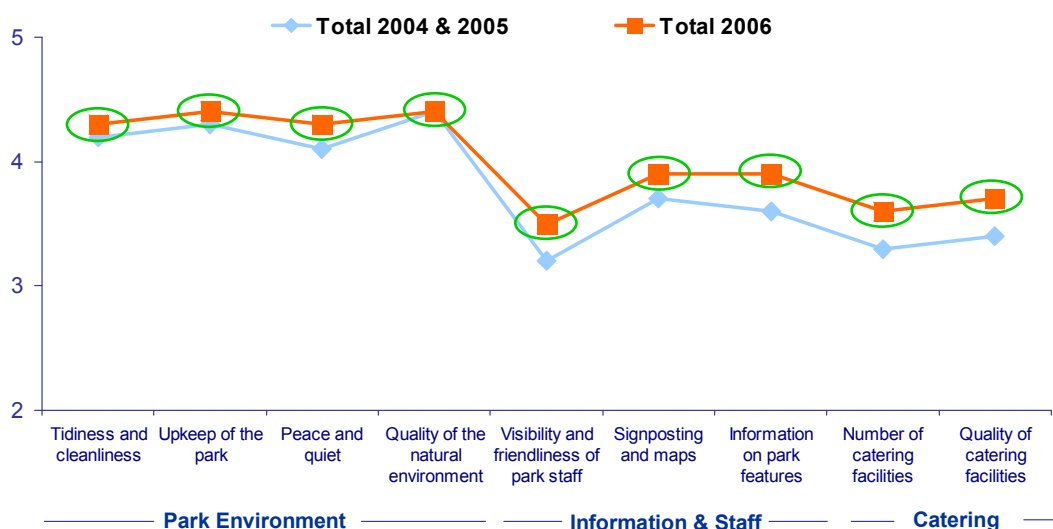 Total 2004 & 2005
Total 2006
5
4
3
2
Tidiness and
cleanliness
Upkeep of the
park
Peace and
quiet
Quality of the
natural
environment
Visibility and
friendliness of
park staff
Signposting
and maps
Information
on park
features
Number of
catering
facilities
Quality of
catering
facilities
Park Environment
Information & Staff
Catering